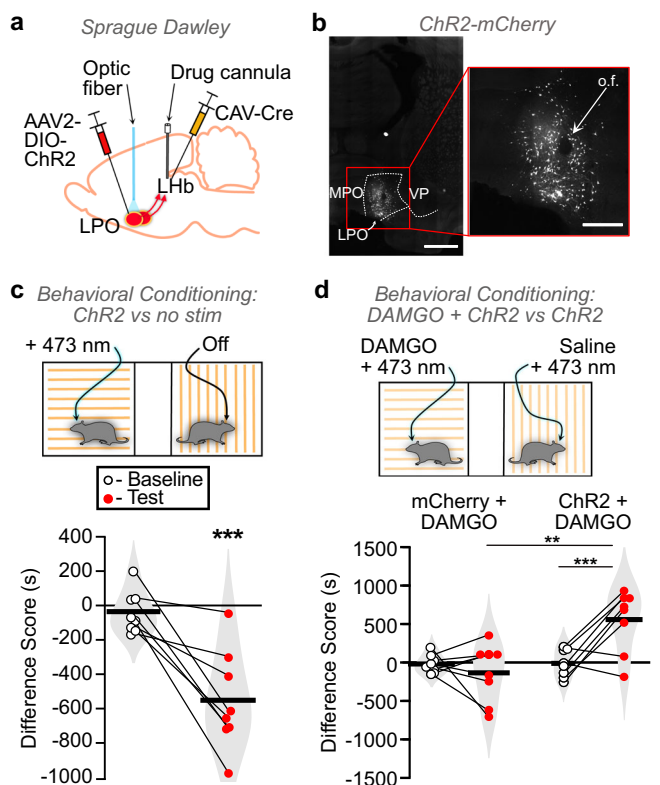 a
Sprague Dawley
Optic
fiber
Drug cannula
AAV2-
DIO-
ChR2
CAV-Cre
LHb
LPO
b
ChR2-mCherry
o.f.
MPO
VP
LPO
c
Behavioral Conditioning:
ChR2 vs no stim
+ 473 nm
Off
- Baseline
- Test
***
Difference Score (s)
400
200
0
-200
-400
-600
-800
-1000
d
Behavioral Conditioning:
DAMGO + ChR2 vs ChR2
DAMGO
+ 473 nm
Saline
+ 473 nm
mCherry +
DAMGO
ChR2 +
DAMGO
**
***
Difference Score (s)
1500
1000
500
0
-500
-1000
-1500